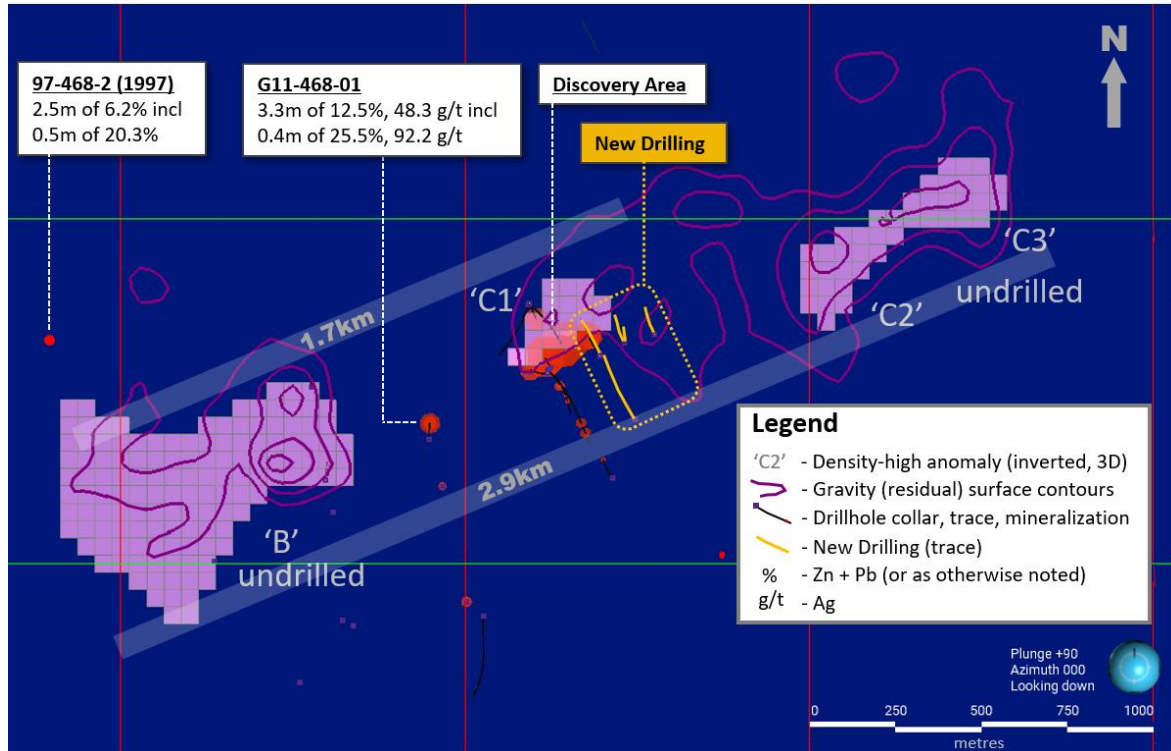 97-468-2 (1997)
2.5m of 6.2% incl
0.5m of 20.3%
G11-468-01
3.3m of 12.5%, 48.3 g/t incl
0.4m of 25.5%, 92.2 g/t
Discovery Area
New Drilling
N
'C1'
1.7km
'C3'
'C2'
undrilled
2.9km
'B'
undrilled
Legend
'C2' - Density-high anomaly (inverted, 3D)
- Gravity (residual) surface contours
- Drillhole collar, trace, mineralization
- New Drilling (trace)
% - Zn + Pb (or as otherwise noted)
g/t - Ag
Plunge +90
Azimuth 000
Looking down
0 250 500 750 1000
metres